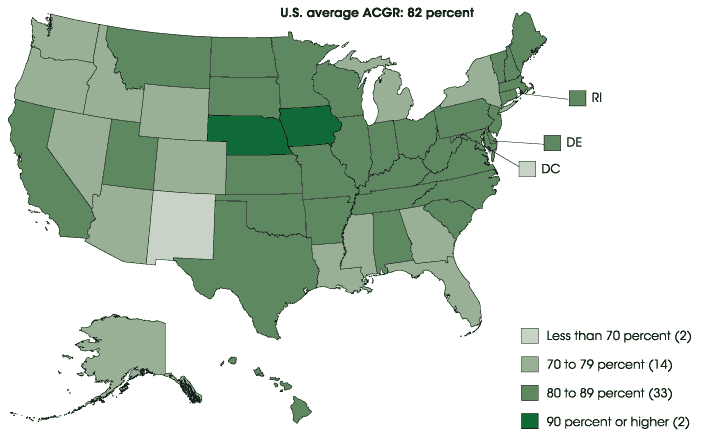 U.S. average ACGR: 82 percent
RI
DE
DC
Less than 70 percent (2)
70 to 79 percent (14)
80 to 89 percent (33)
90 percent or higher (2)